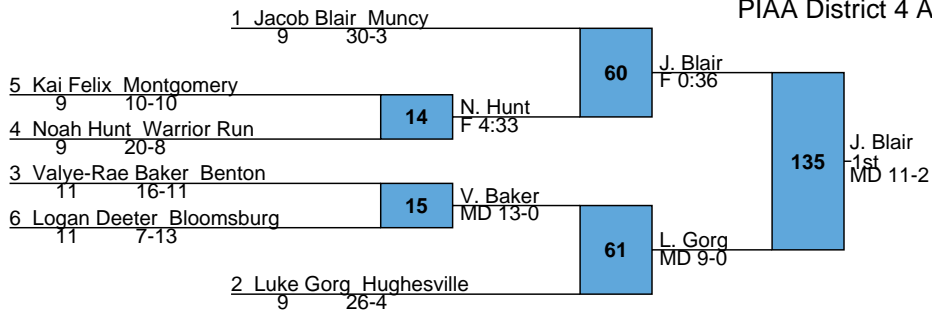 PIAA District 4 A
1 Jacob Blair Muncy
9 30-3
60
J. Blair
F 0:36
5 Kai Felix Montgomery
9 10-10
14
N. Hunt
F 4:33
4 Noah Hunt Warrior Run
9 20-8
135
J. Blair
1st
MD 11-2
3 Valye-Rae Baker Benton
11 16-11
15
V. Baker
MD 13-0
6 Logan Deeter Bloomsburg
11 7-13
61
L. Gorg
MD 9-0
2 Luke Gorg Hughesville
9 26-4